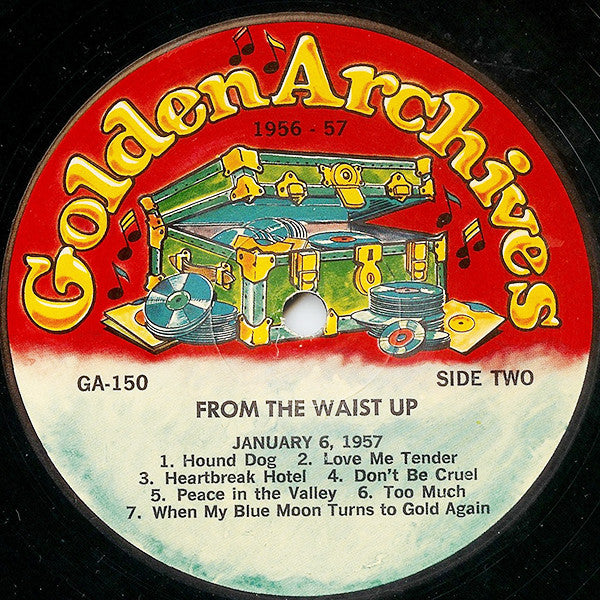 Golden Archives
1956 - 57
GA-150
SIDE TWO
FROM THE WAIST UP
JANUARY 6, 1957
1. Hound Dog 2. Love Me Tender
3. Heartbreak Hotel 4. Don't Be Cruel
5. Peace in the Valley 6. Too Much
7. When My Blue Moon Turns to Gold Again